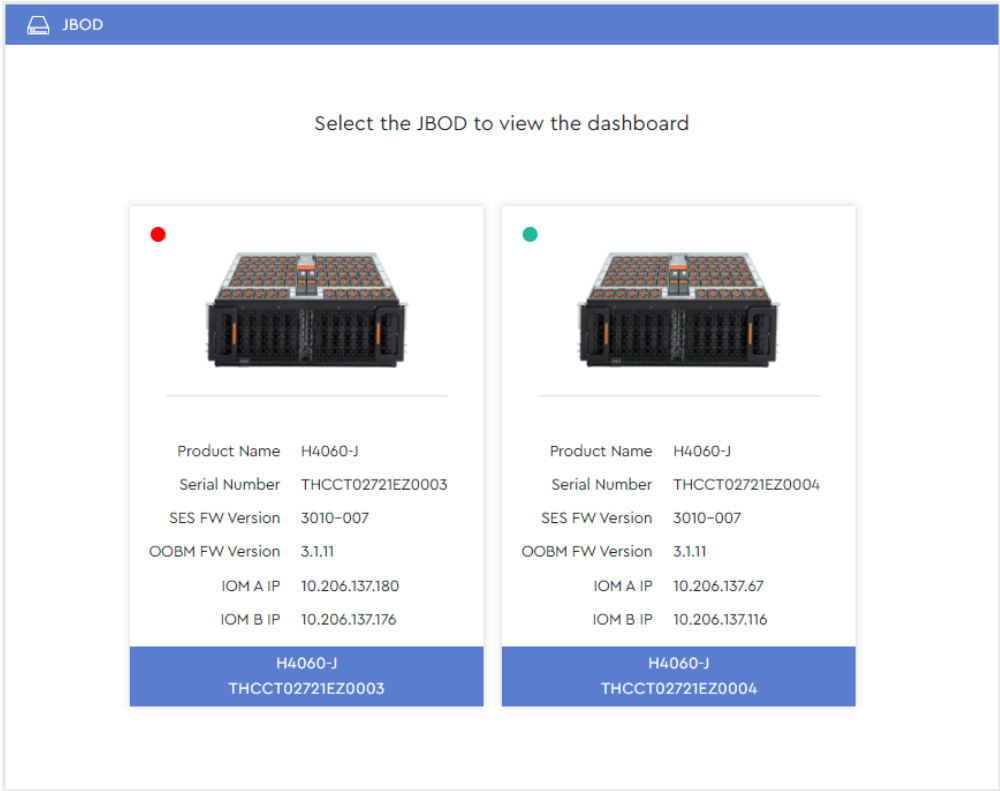 JBOD
Select the JBOD to view the dashboard
Product Name H4060-J
Serial Number THCCT02721EZ0003
SES FW Version 3010-007
OOBM FW Version 3.1.11
IOM A IP 10.206.137.180
IOM B IP 10.206.137.176
H4060-J
THCCT02721EZ0003
Product Name H4060-J
Serial Number THCCT02721EZ0004
SES FW Version 3010-007
OOBM FW Version 3.1.11
IOM A IP 10.206.137.67
IOM B IP 10.206.137.116
H4060-J
THCCT02721EZ0004